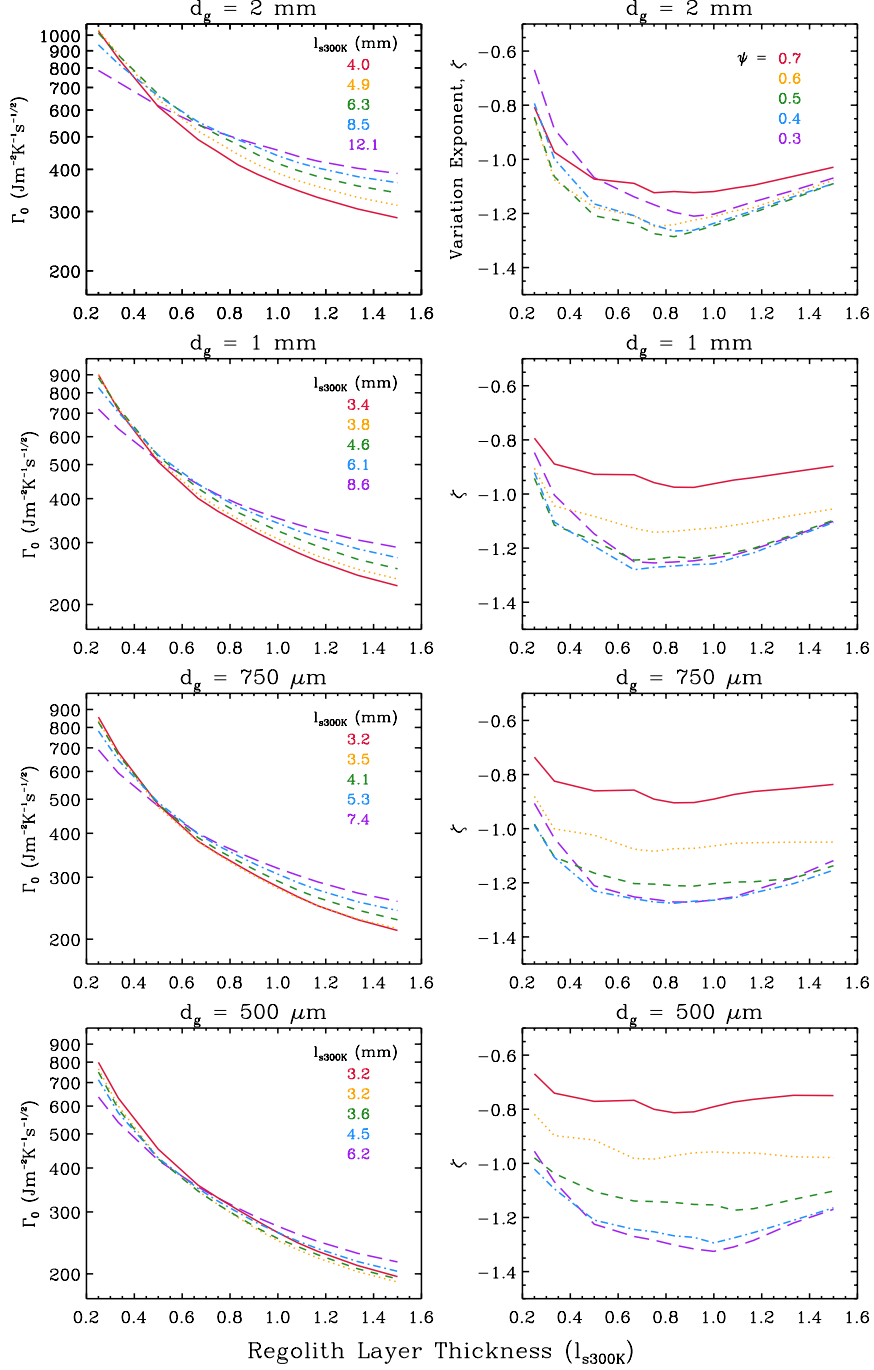 d_g = 2 mm
d_g = 2 mm
Γ₀ (Jm⁻²K⁻¹s⁻¹ᐟ²)
1000
900
800
700
600
500
400
300
200
l_s300K (mm)
4.0
4.9
6.3
8.5
12.1
0.2 0.4 0.6 0.8 1.0 1.2 1.4 1.6
Variation Exponent, ζ
−0.6
−0.8
−1.0
−1.2
−1.4
ψ = 0.7
0.6
0.5
0.4
0.3
0.2 0.4 0.6 0.8 1.0 1.2 1.4 1.6
d_g = 1 mm
d_g = 1 mm
Γ₀ (Jm⁻²K⁻¹s⁻¹ᐟ²)
900
800
700
600
500
400
300
200
l_s300K (mm)
3.4
3.8
4.6
6.1
8.6
0.2 0.4 0.6 0.8 1.0 1.2 1.4 1.6
ζ
−0.6
−0.8
−1.0
−1.2
−1.4
0.2 0.4 0.6 0.8 1.0 1.2 1.4 1.6
d_g = 750 μm
d_g = 750 μm
Γ₀ (Jm⁻²K⁻¹s⁻¹ᐟ²)
900
800
700
600
500
400
300
200
l_s300K (mm)
3.2
3.5
4.1
5.3
7.4
0.2 0.4 0.6 0.8 1.0 1.2 1.4 1.6
ζ
−0.6
−0.8
−1.0
−1.2
−1.4
0.2 0.4 0.6 0.8 1.0 1.2 1.4 1.6
d_g = 500 μm
d_g = 500 μm
Γ₀ (Jm⁻²K⁻¹s⁻¹ᐟ²)
900
800
700
600
500
400
300
200
l_s300K (mm)
3.2
3.2
3.6
4.5
6.2
0.2 0.4 0.6 0.8 1.0 1.2 1.4 1.6
ζ
−0.6
−0.8
−1.0
−1.2
−1.4
0.2 0.4 0.6 0.8 1.0 1.2 1.4 1.6
Regolith Layer Thickness (l_s300K)